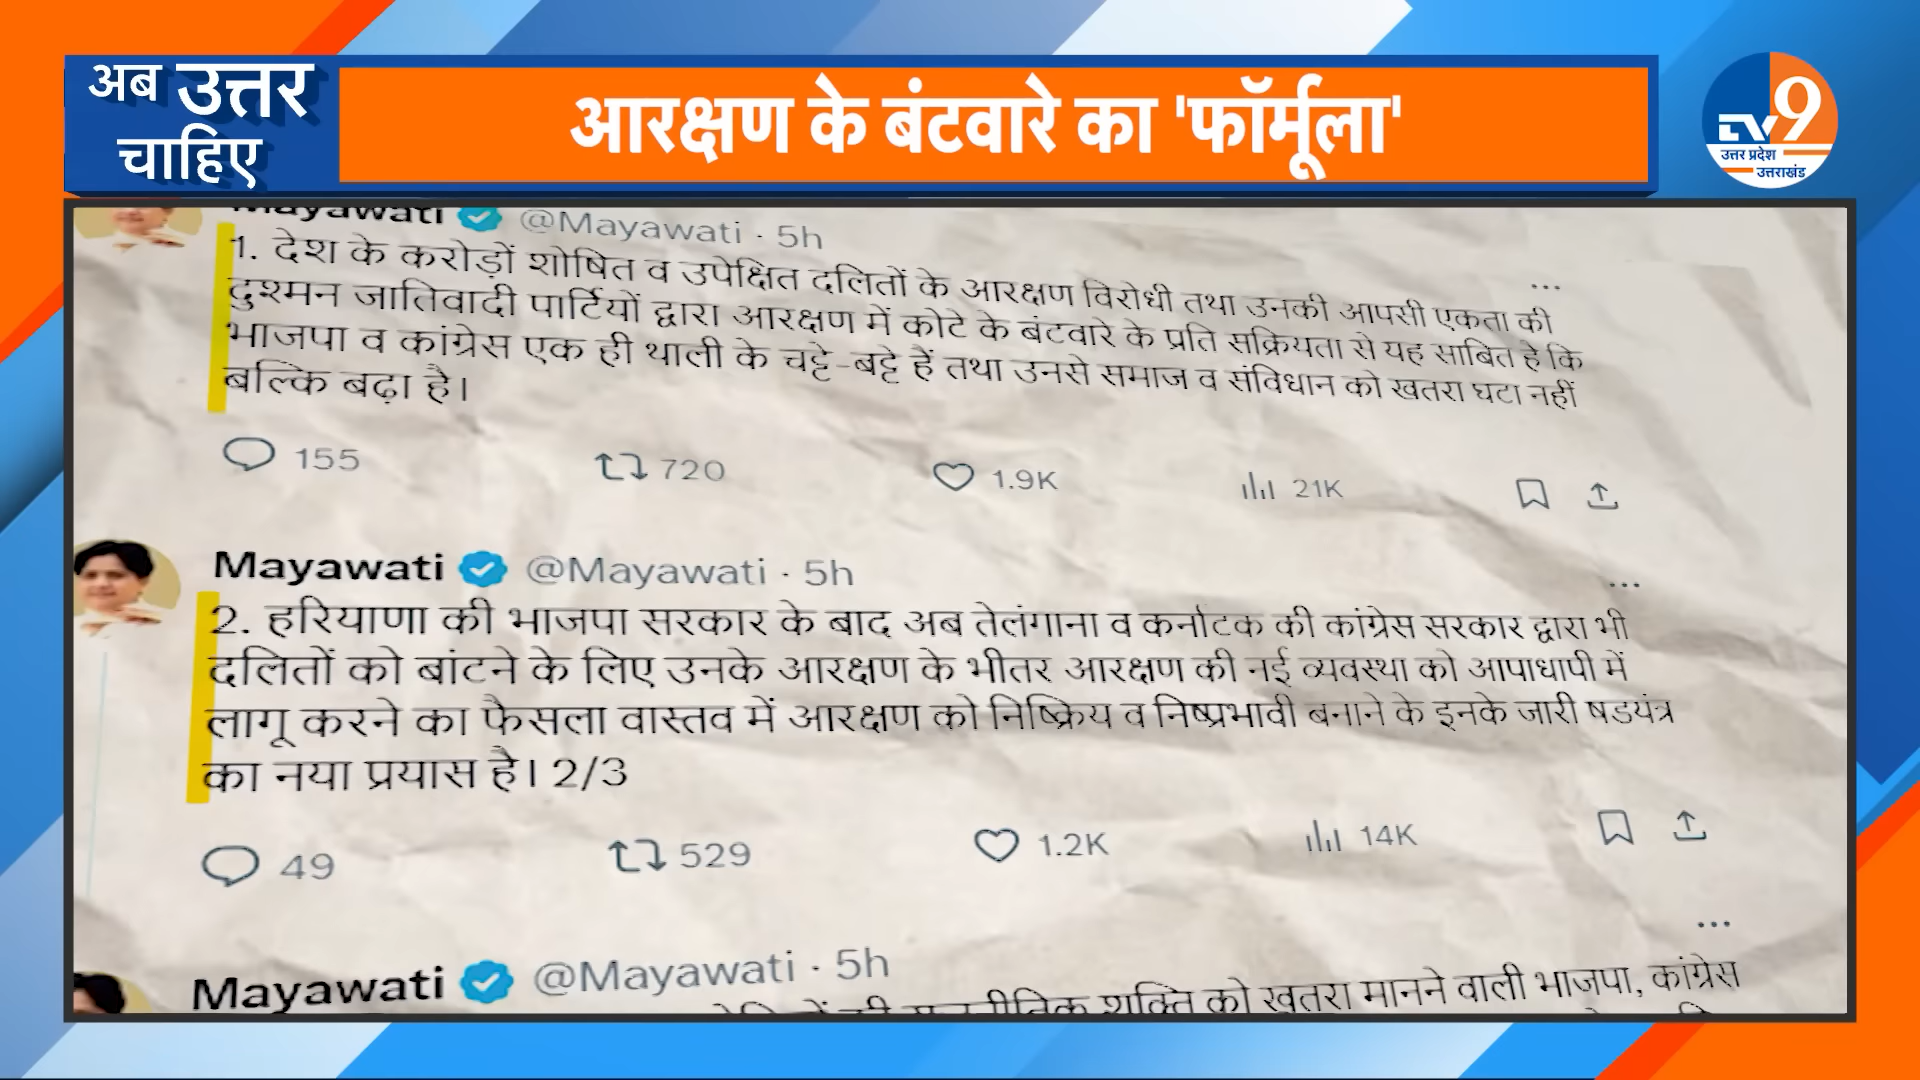 अब उत्तर
चाहिए
आरक्षण के बंटवारे का 'फॉर्मूला'
TV9
उत्तर प्रदेश
उत्तराखंड
Mayawati @Mayawati · 5h
1. देश के करोड़ों शोषित व उपेक्षित दलितों के आरक्षण विरोधी तथा उनकी आपसी एकता की
दुश्मन जातिवादी पार्टियों द्वारा आरक्षण में कोटे के बंटवारे के प्रति सक्रियता से यह साबित है कि
भाजपा व कांग्रेस एक ही थाली के चट्टे-बट्टे हैं तथा उनसे समाज व संविधान को खतरा घटा नहीं
बल्कि बढ़ा है।
155 720 1.9K 21K
Mayawati @Mayawati · 5h
2. हरियाणा की भाजपा सरकार के बाद अब तेलंगाना व कर्नाटक की कांग्रेस सरकार द्वारा भी
दलितों को बांटने के लिए उनके आरक्षण के भीतर आरक्षण की नई व्यवस्था को आपाधापी में
लागू करने का फैसला वास्तव में आरक्षण को निष्क्रिय व निष्प्रभावी बनाने के इनके जारी षडयंत्र
का नया प्रयास है। 2/3
49 529 1.2K 14K
Mayawati @Mayawati · 5h
की राजनीतिक शक्ति को खतरा मानने वाली भाजपा, कांग्रेस